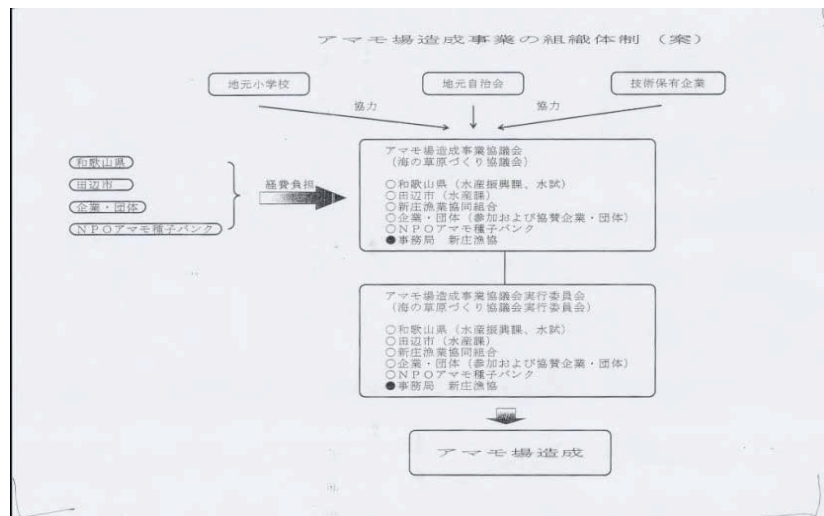 アマモ場造成事業の組織体制（案）
地元小学校
地元自治会
技術保有企業
協力
協力
和歌山県
田辺市
企業・団体
NPOアマモ種子バンク
経費負担
アマモ場造成事業協議会
（海の草原づくり協議会）
○和歌山県（水産振興課、水試）
○田辺市（水産課）
○新庄漁業協同組合
○企業・団体（参加および協賛企業・団体）
○NPOアマモ種子バンク
●事務局　新庄漁協
アマモ場造成事業協議会実行委員会
（海の草原づくり協議会実行委員会）
○和歌山県（水産振興課、水試）
○田辺市（水産課）
○新庄漁業協同組合
○企業・団体（参加および協賛企業・団体）
○NPOアマモ種子バンク
●事務局　新庄漁協
アマモ場造成